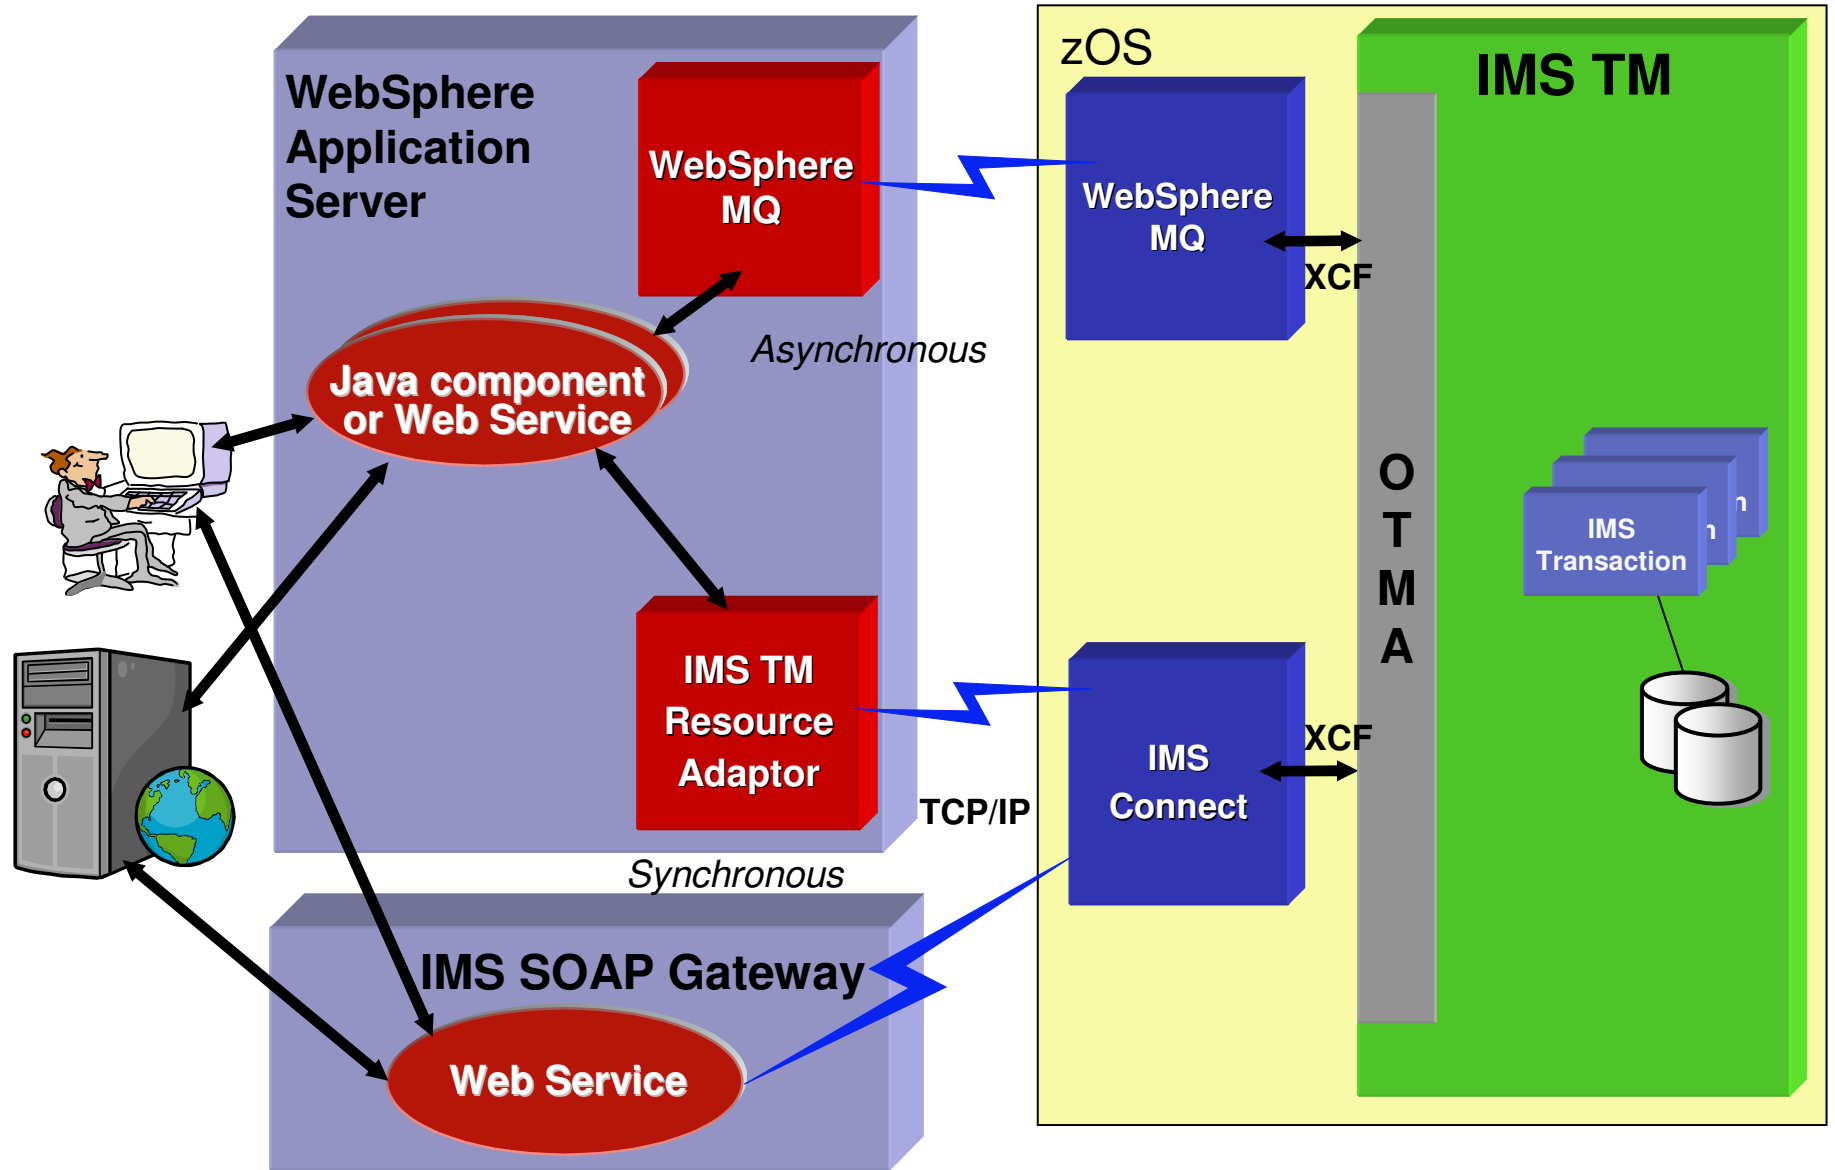 WebSphere
Application
Server
WebSphere
MQ
Asynchronous
Java component
or Web Service
IMS TM
Resource
Adaptor
TCP/IP
Synchronous
IMS SOAP Gateway
Web Service
zOS
WebSphere
MQ
XCF
IMS
Connect
XCF
O
T
M
A
IMS TM
IMS
Transaction
n
n